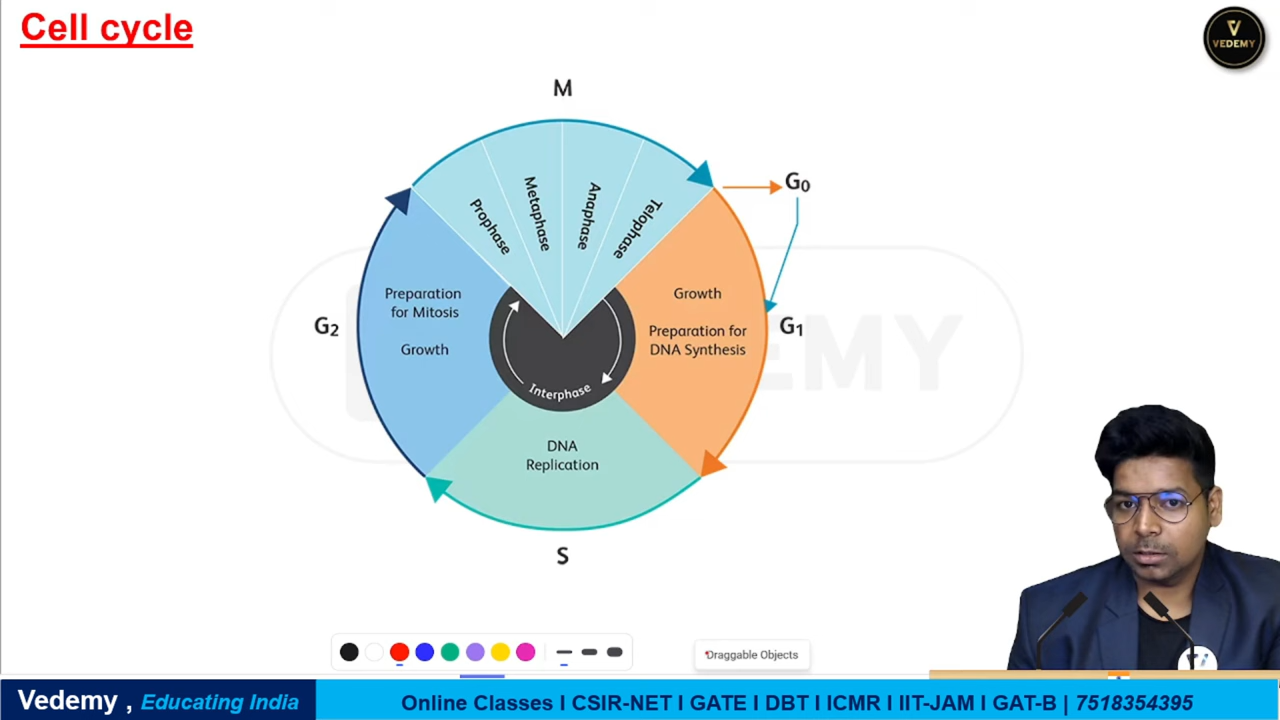 Cell cycle
VEDEMY
M
Prophase
Metaphase
Anaphase
Telophase
G₀
Preparation
for Mitosis
Growth
G₂
Growth
Preparation for
DNA Synthesis
G₁
EMY
Interphase
DNA
Replication
S
Draggable Objects
Vedemy , Educating India
Online Classes I CSIR-NET I GATE I DBT I ICMR I IIT-JAM I GAT-B | 7518354395